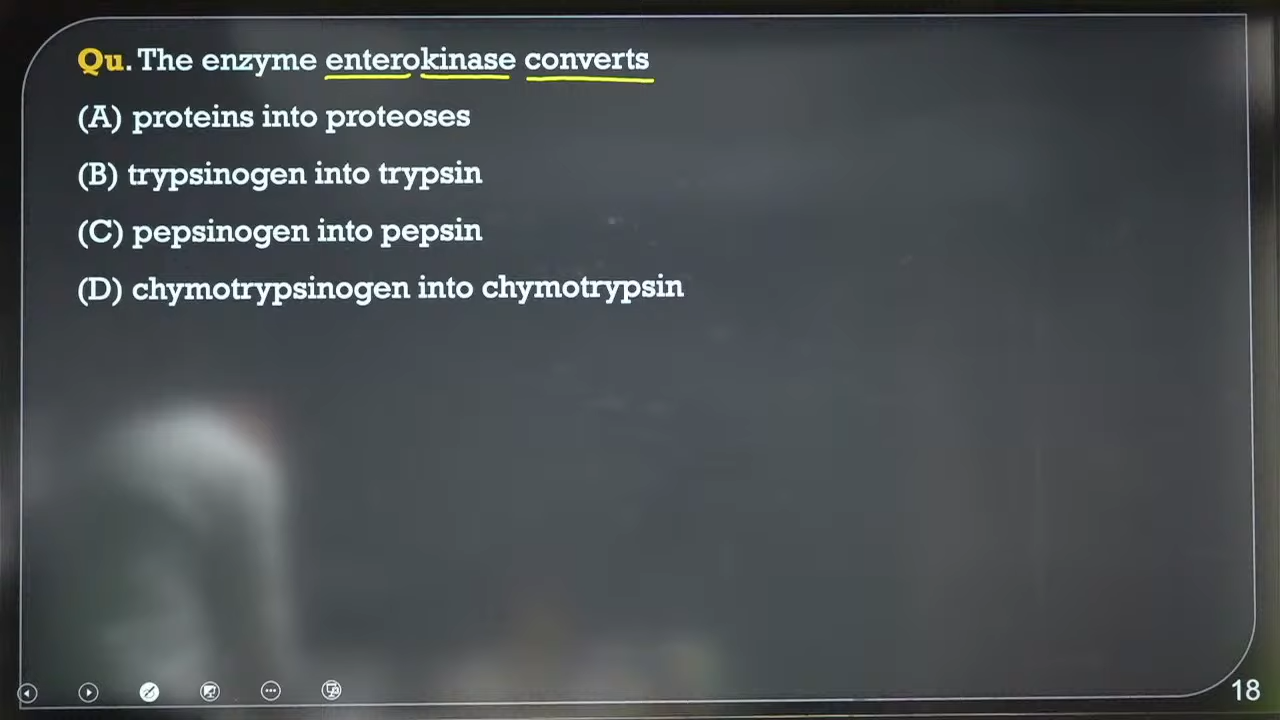 Qu. The enzyme enterokinase converts
(A) proteins into proteoses
(B) trypsinogen into trypsin
(C) pepsinogen into pepsin
(D) chymotrypsinogen into chymotrypsin
18